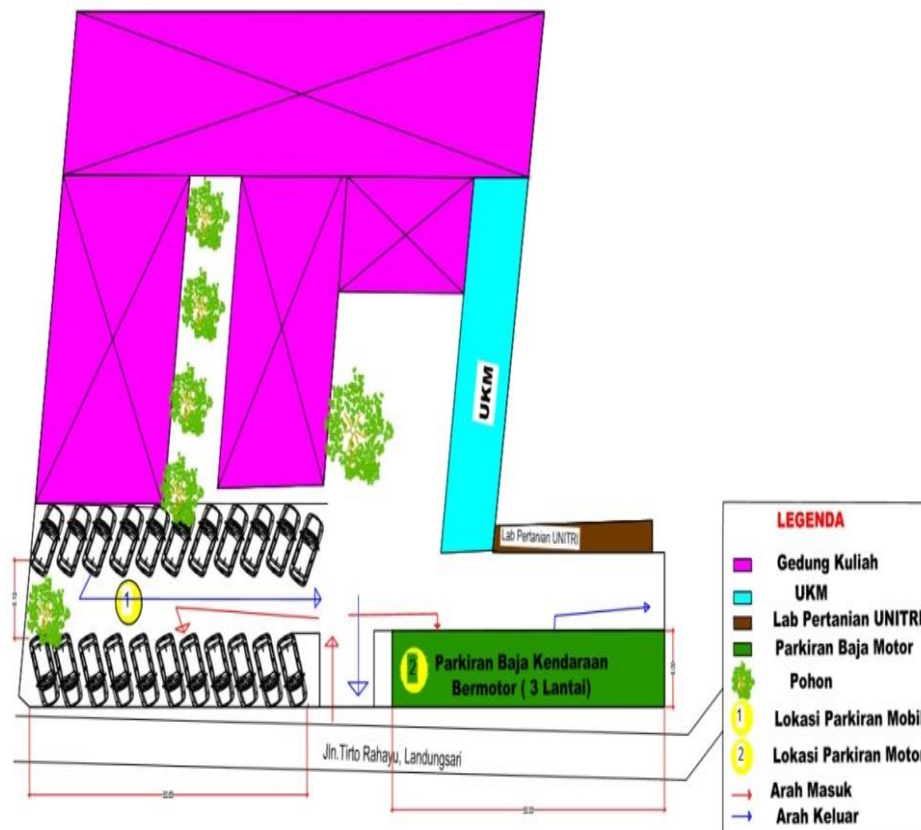 UKM
Lab Pertanian UNITRI
1
2
Parkiran Baja Kendaraan
Bermotor ( 3 Lantai)
Jln.Tirto Rahayu, Landungsari
LEGENDA
Gedung Kuliah
UKM
Lab Pertanian UNITRI
Parkiran Baja Motor
Pohon
1 Lokasi Parkiran Mobil
2 Lokasi Parkiran Motor
Arah Masuk
Arah Keluar